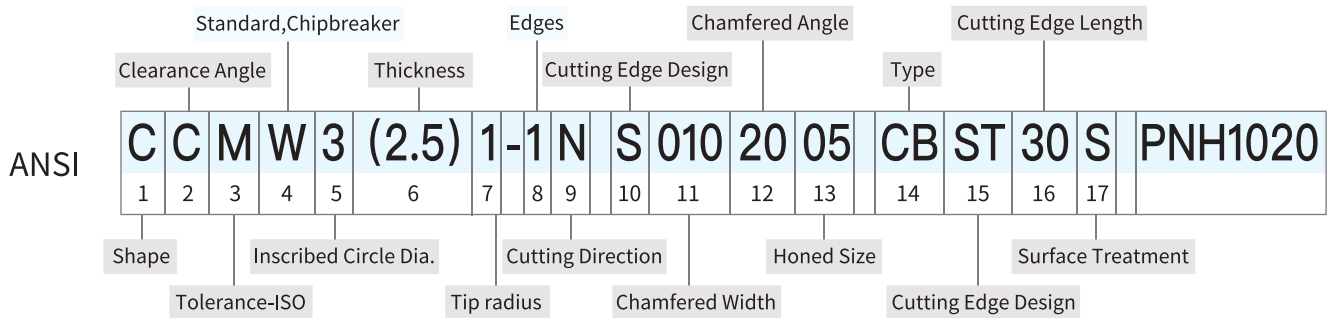 Standard,Chipbreaker Edges Chamfered Angle Cutting Edge Length
Clearance Angle Thickness Cutting Edge Design Type
ANSI C C M W 3 (2.5) 1 -1 N S 010 20 05 CB ST 30 S PNH1020
1 2 3 4 5 6 7 8 9 10 11 12 13 14 15 16 17
Shape Inscribed Circle Dia. Cutting Direction Honed Size Surface Treatment
Tolerance-ISO Tip radius Chamfered Width Cutting Edge Design